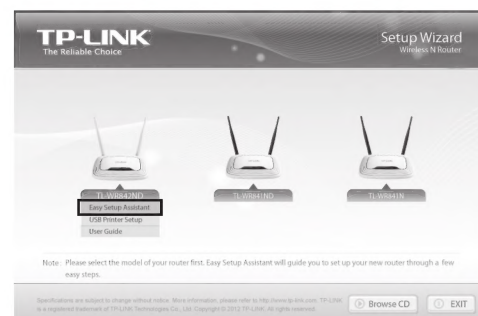 TP-LINK
The Reliable Choice
Setup Wizard
Wireless N Router
TL-WR842ND
TL-WR841ND
TL-WR841N
Easy Setup Assistant
USB Printer Setup
User Guide
Note: Please select the model of your router first. Easy Setup Assistant will guide you to set up your new router through a few
easy steps.
Specifications are subject to change without notice. More information, please refer to http://www.tp-link.com. TP-LINK
is a registered trademark of TP-LINK Technologies Co., Ltd. Copyright © 2012 TP-LINK. All rights reserved.
Browse CD
EXIT